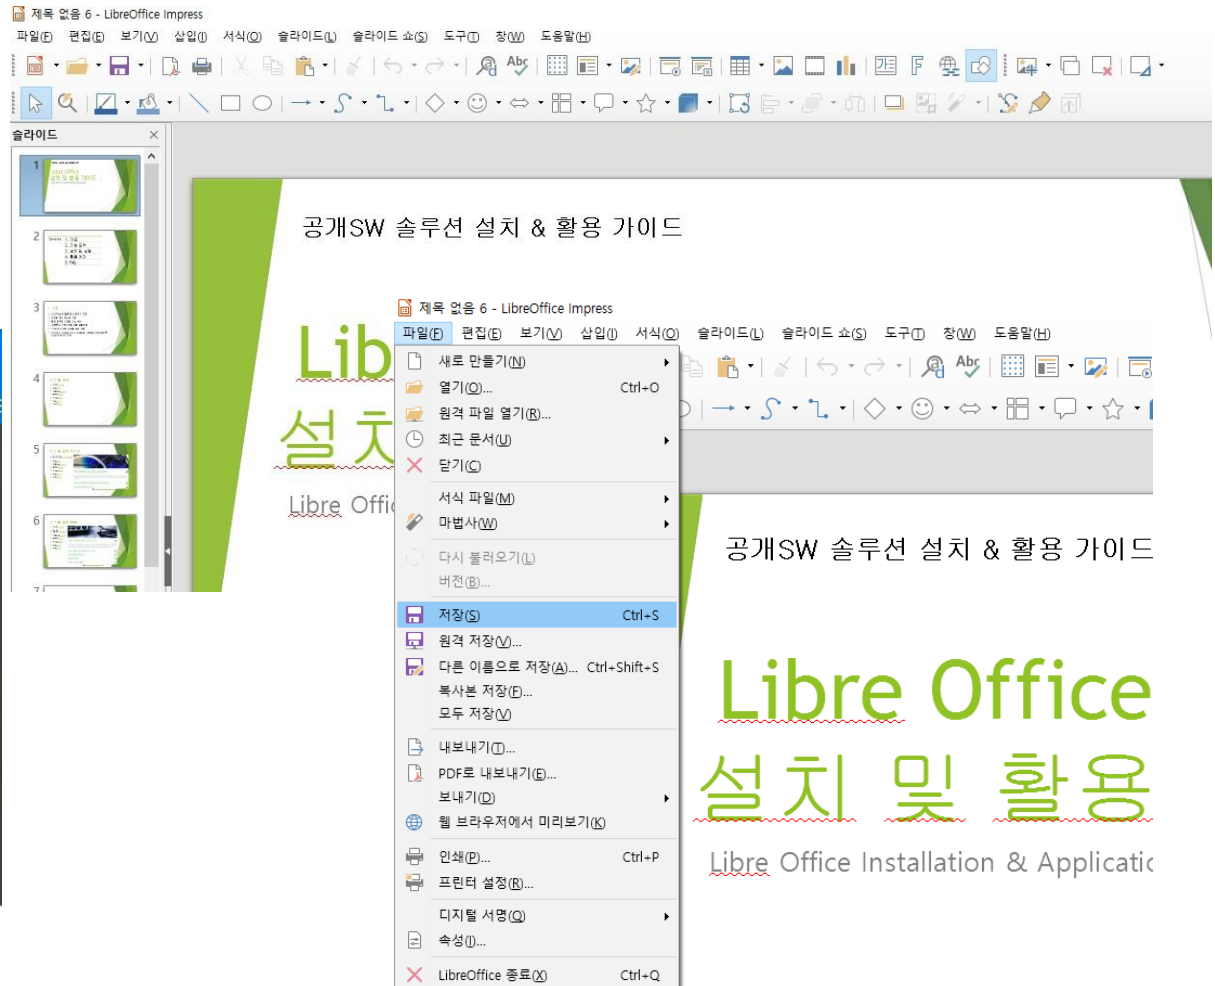 제목 없음 6 - LibreOffice Impress
파일(F) 편집(E) 보기(V) 삽입(I) 서식(O) 슬라이드(L) 슬라이드 쇼(S) 도구(T) 창(W) 도움말(H)
Abc
가
F
슬라이드
1
2
3
4
5
6
7
공개SW 솔루션 설치 & 활용 가이드
Lib
설치
Libre Offic
제목 없음 6 - LibreOffice Impress
파일(F) 편집(E) 보기(V) 삽입(I) 서식(O) 슬라이드(L) 슬라이드 쇼(S) 도구(T) 창(W) 도움말(H)
Abc
새로 만들기(N)
열기(O)... Ctrl+O
원격 파일 열기(R)...
최근 문서(U)
닫기(C)
서식 파일(M)
마법사(W)
다시 불러오기(L)
버전(B)...
저장(S) Ctrl+S
원격 저장(V)...
다른 이름으로 저장(A)... Ctrl+Shift+S
복사본 저장(F)...
모두 저장(V)
내보내기(T)...
PDF로 내보내기(E)...
보내기(D)
웹 브라우저에서 미리보기(K)
인쇄(P)... Ctrl+P
프린터 설정(R)...
디지털 서명(Q)
속성(I)...
LibreOffice 종료(X) Ctrl+Q
공개SW 솔루션 설치 & 활용 가이드
Libre Office
설치 및 활용
Libre Office Installation & Applicatic